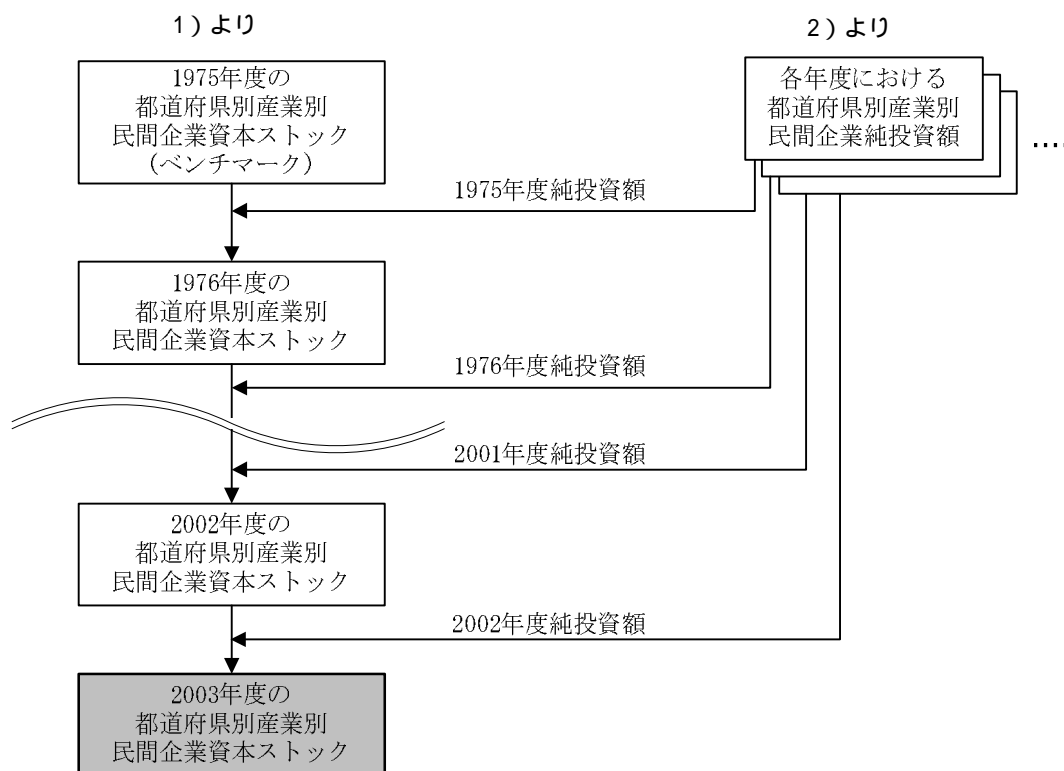 1）より
1975年度の
都道府県別産業別
民間企業資本ストック
（ベンチマーク）
2）より
各年度における
都道府県別産業別
民間企業純投資額
....
1975年度純投資額
1976年度の
都道府県別産業別
民間企業資本ストック
1976年度純投資額
2001年度純投資額
2002年度の
都道府県別産業別
民間企業資本ストック
2002年度純投資額
2003年度の
都道府県別産業別
民間企業資本ストック